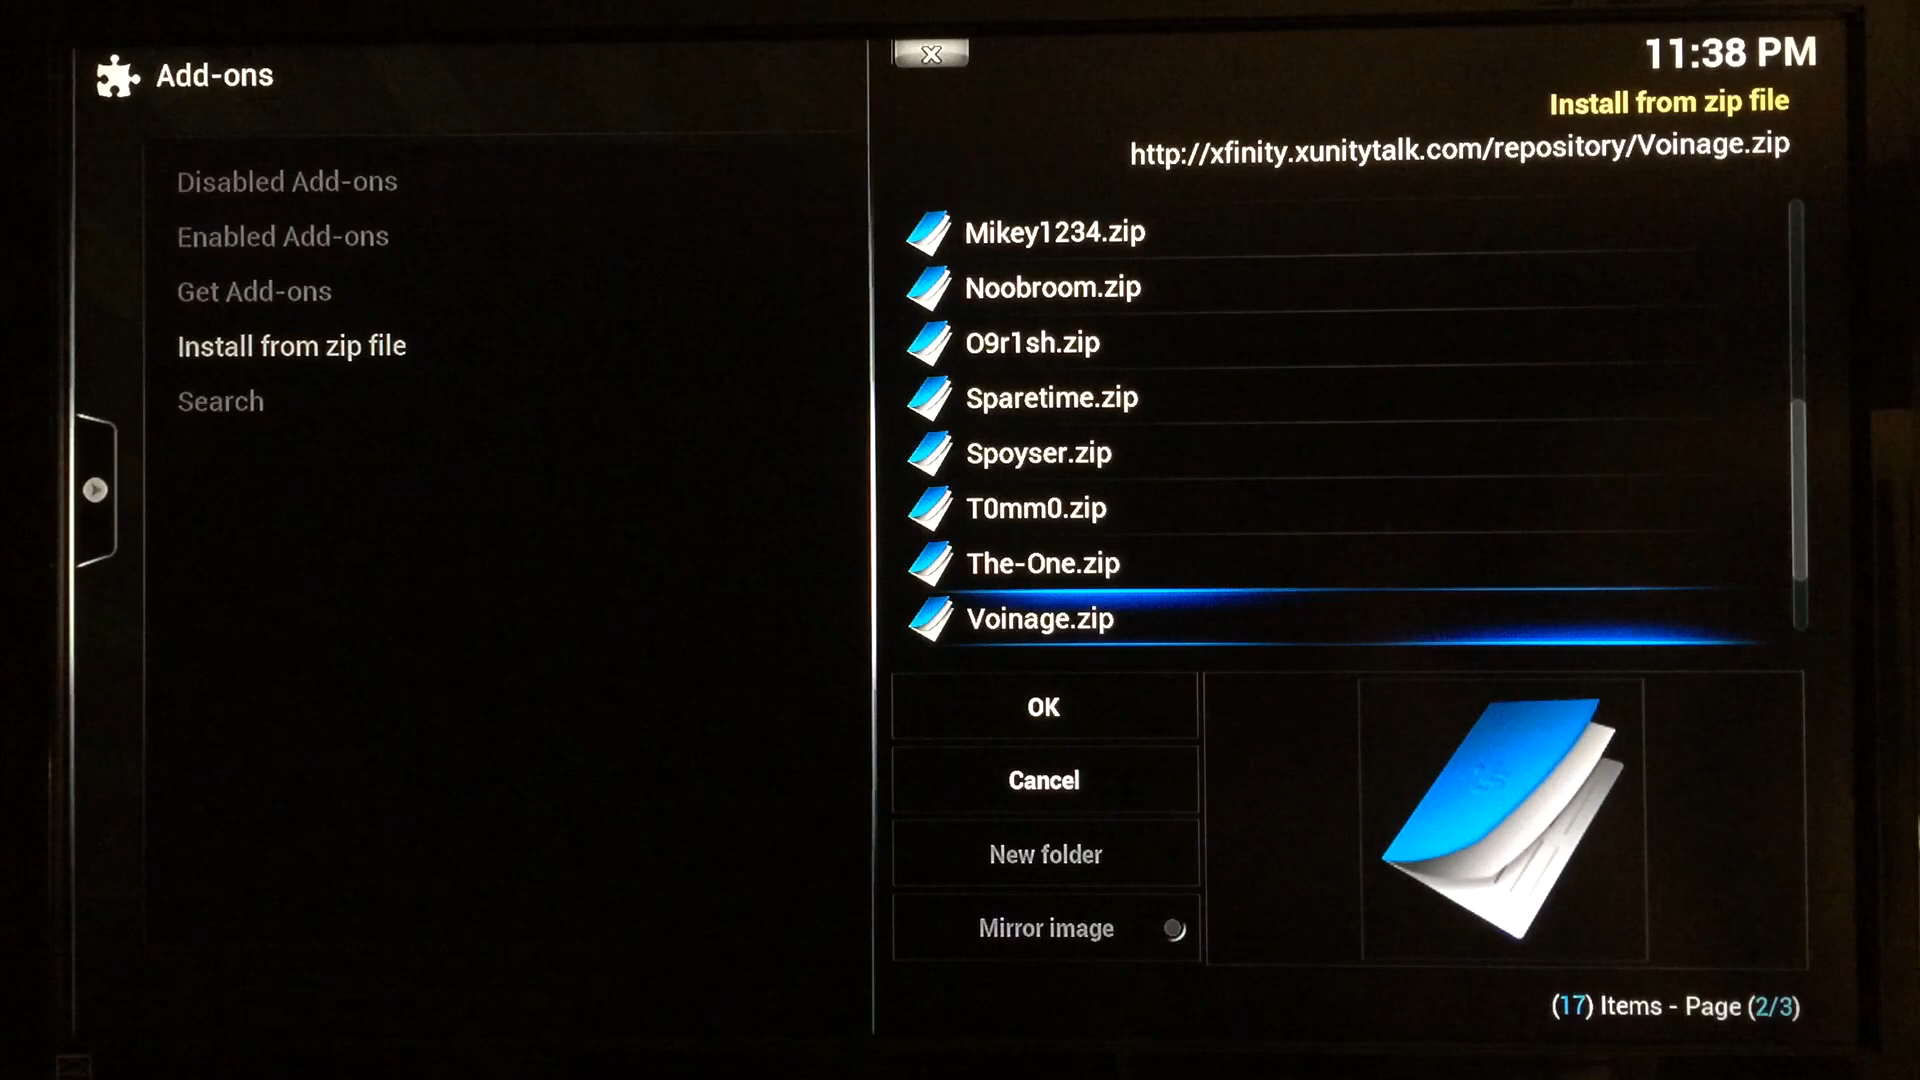 Add-ons
Disabled Add-ons
Enabled Add-ons
Get Add-ons
Install from zip file
Search
X
11:38 PM
Install from zip file
http://xfinity.xunitytalk.com/repository/Voinage.zip
Mikey1234.zip
Noobroom.zip
O9r1sh.zip
Sparetime.zip
Spoyser.zip
T0mm0.zip
The-One.zip
Voinage.zip
OK
Cancel
New folder
Mirror image
(17) Items - Page (2/3)